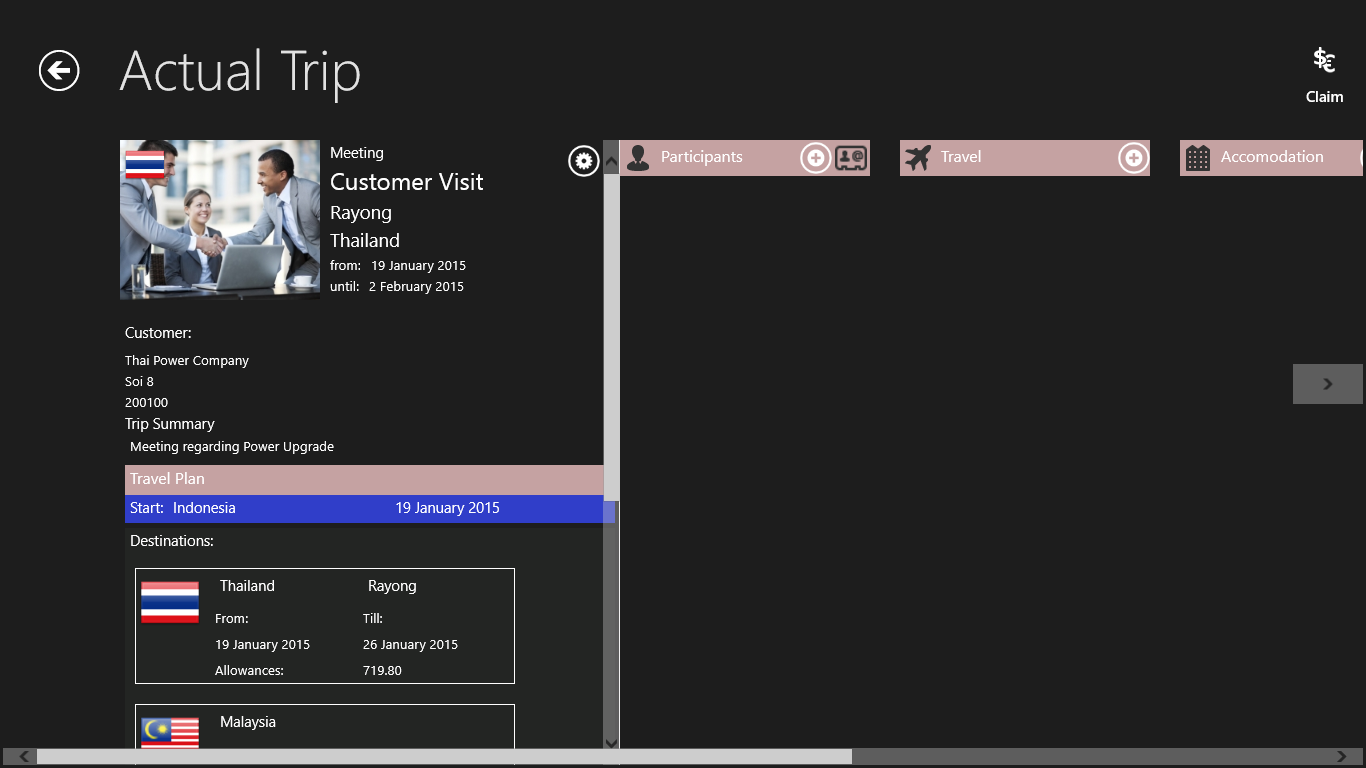 Actual Trip
Claim
Meeting
Customer Visit
Rayong
Thailand
from: 19 January 2015
until: 2 February 2015
Participants
Travel
Accomodation
Customer:
Thai Power Company
Soi 8
200100
Trip Summary
Meeting regarding Power Upgrade
Travel Plan
Start: Indonesia 19 January 2015
Destinations:
Thailand Rayong
From: Till:
19 January 2015 26 January 2015
Allowances: 719.80
Malaysia